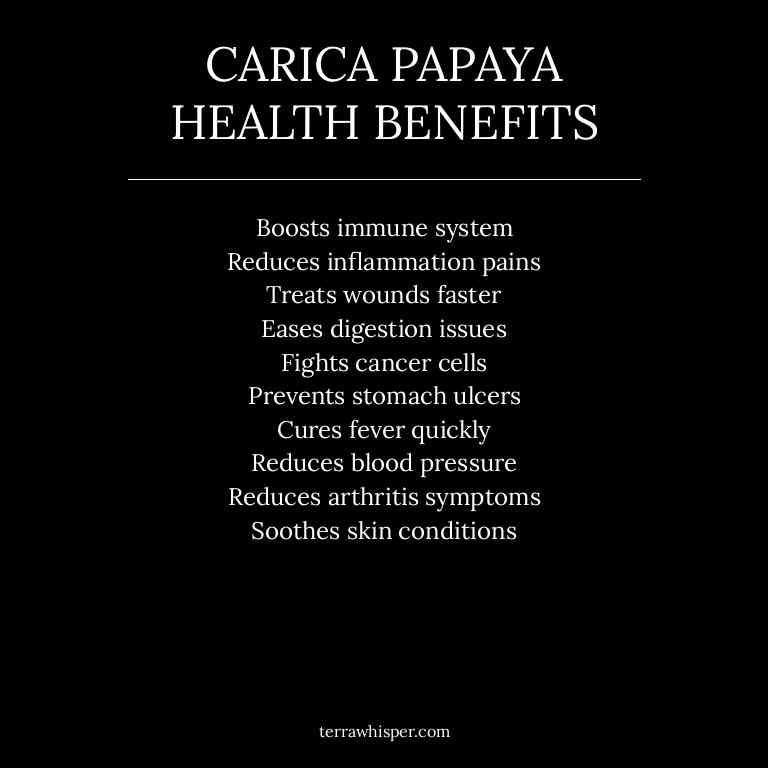 CARICA PAPAYA
HEALTH BENEFITS
Boosts immune system
Reduces inflammation pains
Treats wounds faster
Eases digestion issues
Fights cancer cells
Prevents stomach ulcers
Cures fever quickly
Reduces blood pressure
Reduces arthritis symptoms
Soothes skin conditions
terrawhisper.com